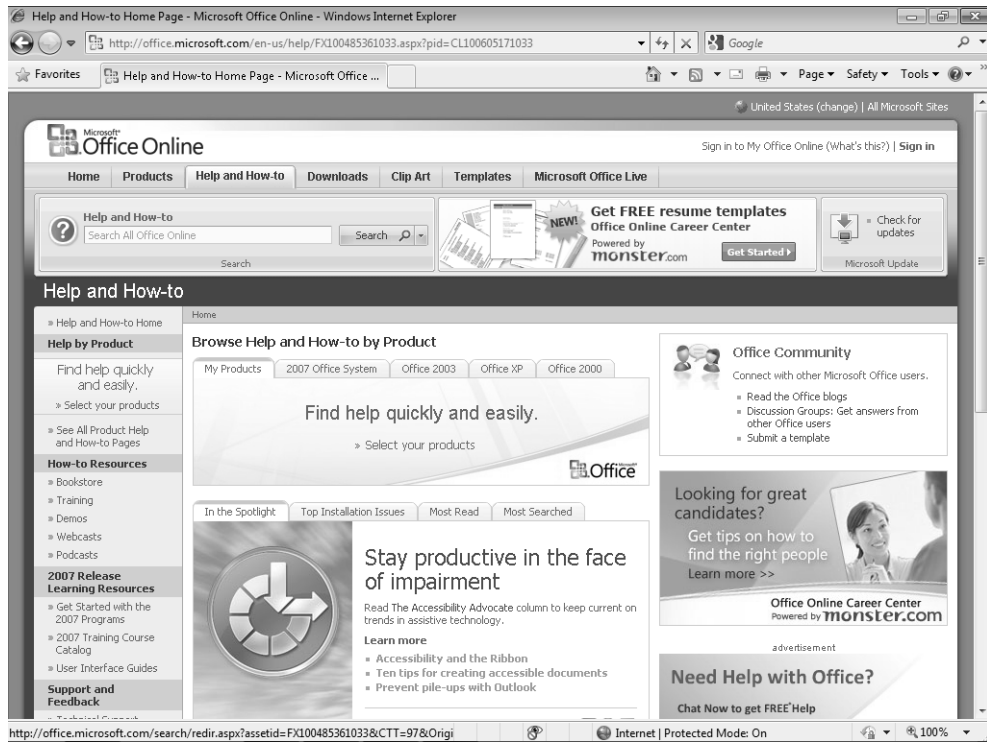 Help and How-to Home Page - Microsoft Office Online - Windows Internet Explorer
http://office.microsoft.com/en-us/help/FX100485361033.aspx?pid=CL100605171033
Google
Favorites
Help and How-to Home Page - Microsoft Office ...
Page
Safety
Tools
United States (change) | All Microsoft Sites
Microsoft
Office Online
Sign in to My Office Online (What's this?) | Sign in
Home
Products
Help and How-to
Downloads
Clip Art
Templates
Microsoft Office Live
Help and How-to
Search All Office Online
Search
Search
NEW!
Get FREE resume templates
Office Online Career Center
Powered by
monster.com
Get Started
Check for
updates
Microsoft Update
Help and How-to
» Help and How-to Home
Help by Product
Find help quickly
and easily.
» Select your products
» See All Product Help
and How-to Pages
How-to Resources
» Bookstore
» Training
» Demos
» Webcasts
» Podcasts
2007 Release
Learning Resources
» Get Started with the
2007 Programs
» 2007 Training Course
Catalog
» User Interface Guides
Support and
Feedback
Home
Browse Help and How-to by Product
My Products
2007 Office System
Office 2003
Office XP
Office 2000
Find help quickly and easily.
» Select your products
Office
In the Spotlight
Top Installation Issues
Most Read
Most Searched
Stay productive in the face
of impairment
Read The Accessibility Advocate column to keep current on
trends in assistive technology.
Learn more
Accessibility and the Ribbon
Ten tips for creating accessible documents
Prevent pile-ups with Outlook
Office Community
Connect with other Microsoft Office users.
Read the Office blogs
Discussion Groups: Get answers from
other Office users
Submit a template
Looking for great
candidates?
Get tips on how to
find the right people
Learn more >>
Office Online Career Center
Powered by monster.com
advertisement
Need Help with Office?
Chat Now to get FREE* Help
http://office.microsoft.com/search/redir.aspx?assetid=FX100485361033&CTT=97&Origi
Internet | Protected Mode: On
100%